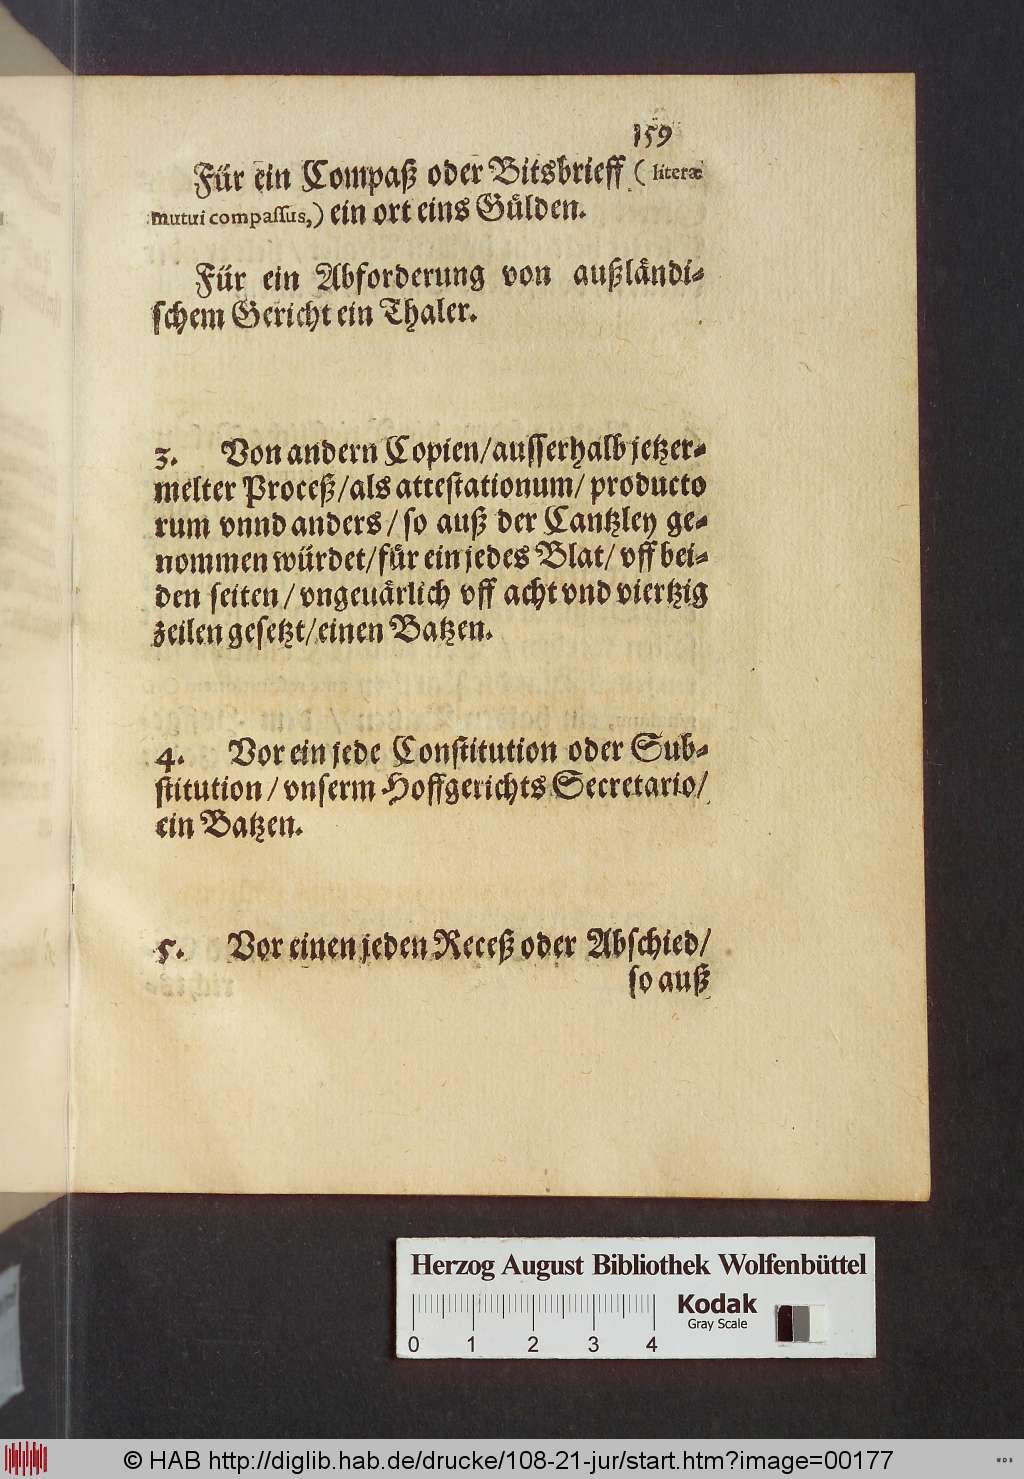 159
Für ein Compaß oder Bitsbrieff ( literæ
mutui compassus,) ein ort eins Gülden.
Für ein Abforderung von außländi-
schem Gericht ein Thaler.
3. Von andern Copien/ausserhalb jetzer-
melter Proceß/als attestationum/ producto
rum vnnd anders/ so auß der Cantzley ge-
nommen würdet/für ein jedes Blat/ vff bei-
den seiten/vngeuärlich vff acht vnd viertzig
zeilen gesetzt/einen Batzen.
4. Vor ein jede Constitution oder Sub-
stitution/ vnserm Hoffgerichts Secretario/
ein Batzen.
5. Vor einen jeden Receß oder Abschied/
so auß
Herzog August Bibliothek Wolfenbüttel
Kodak
Gray Scale
0 1 2 3 4
© HAB http://diglib.hab.de/drucke/108-21-jur/start.htm?image=00177